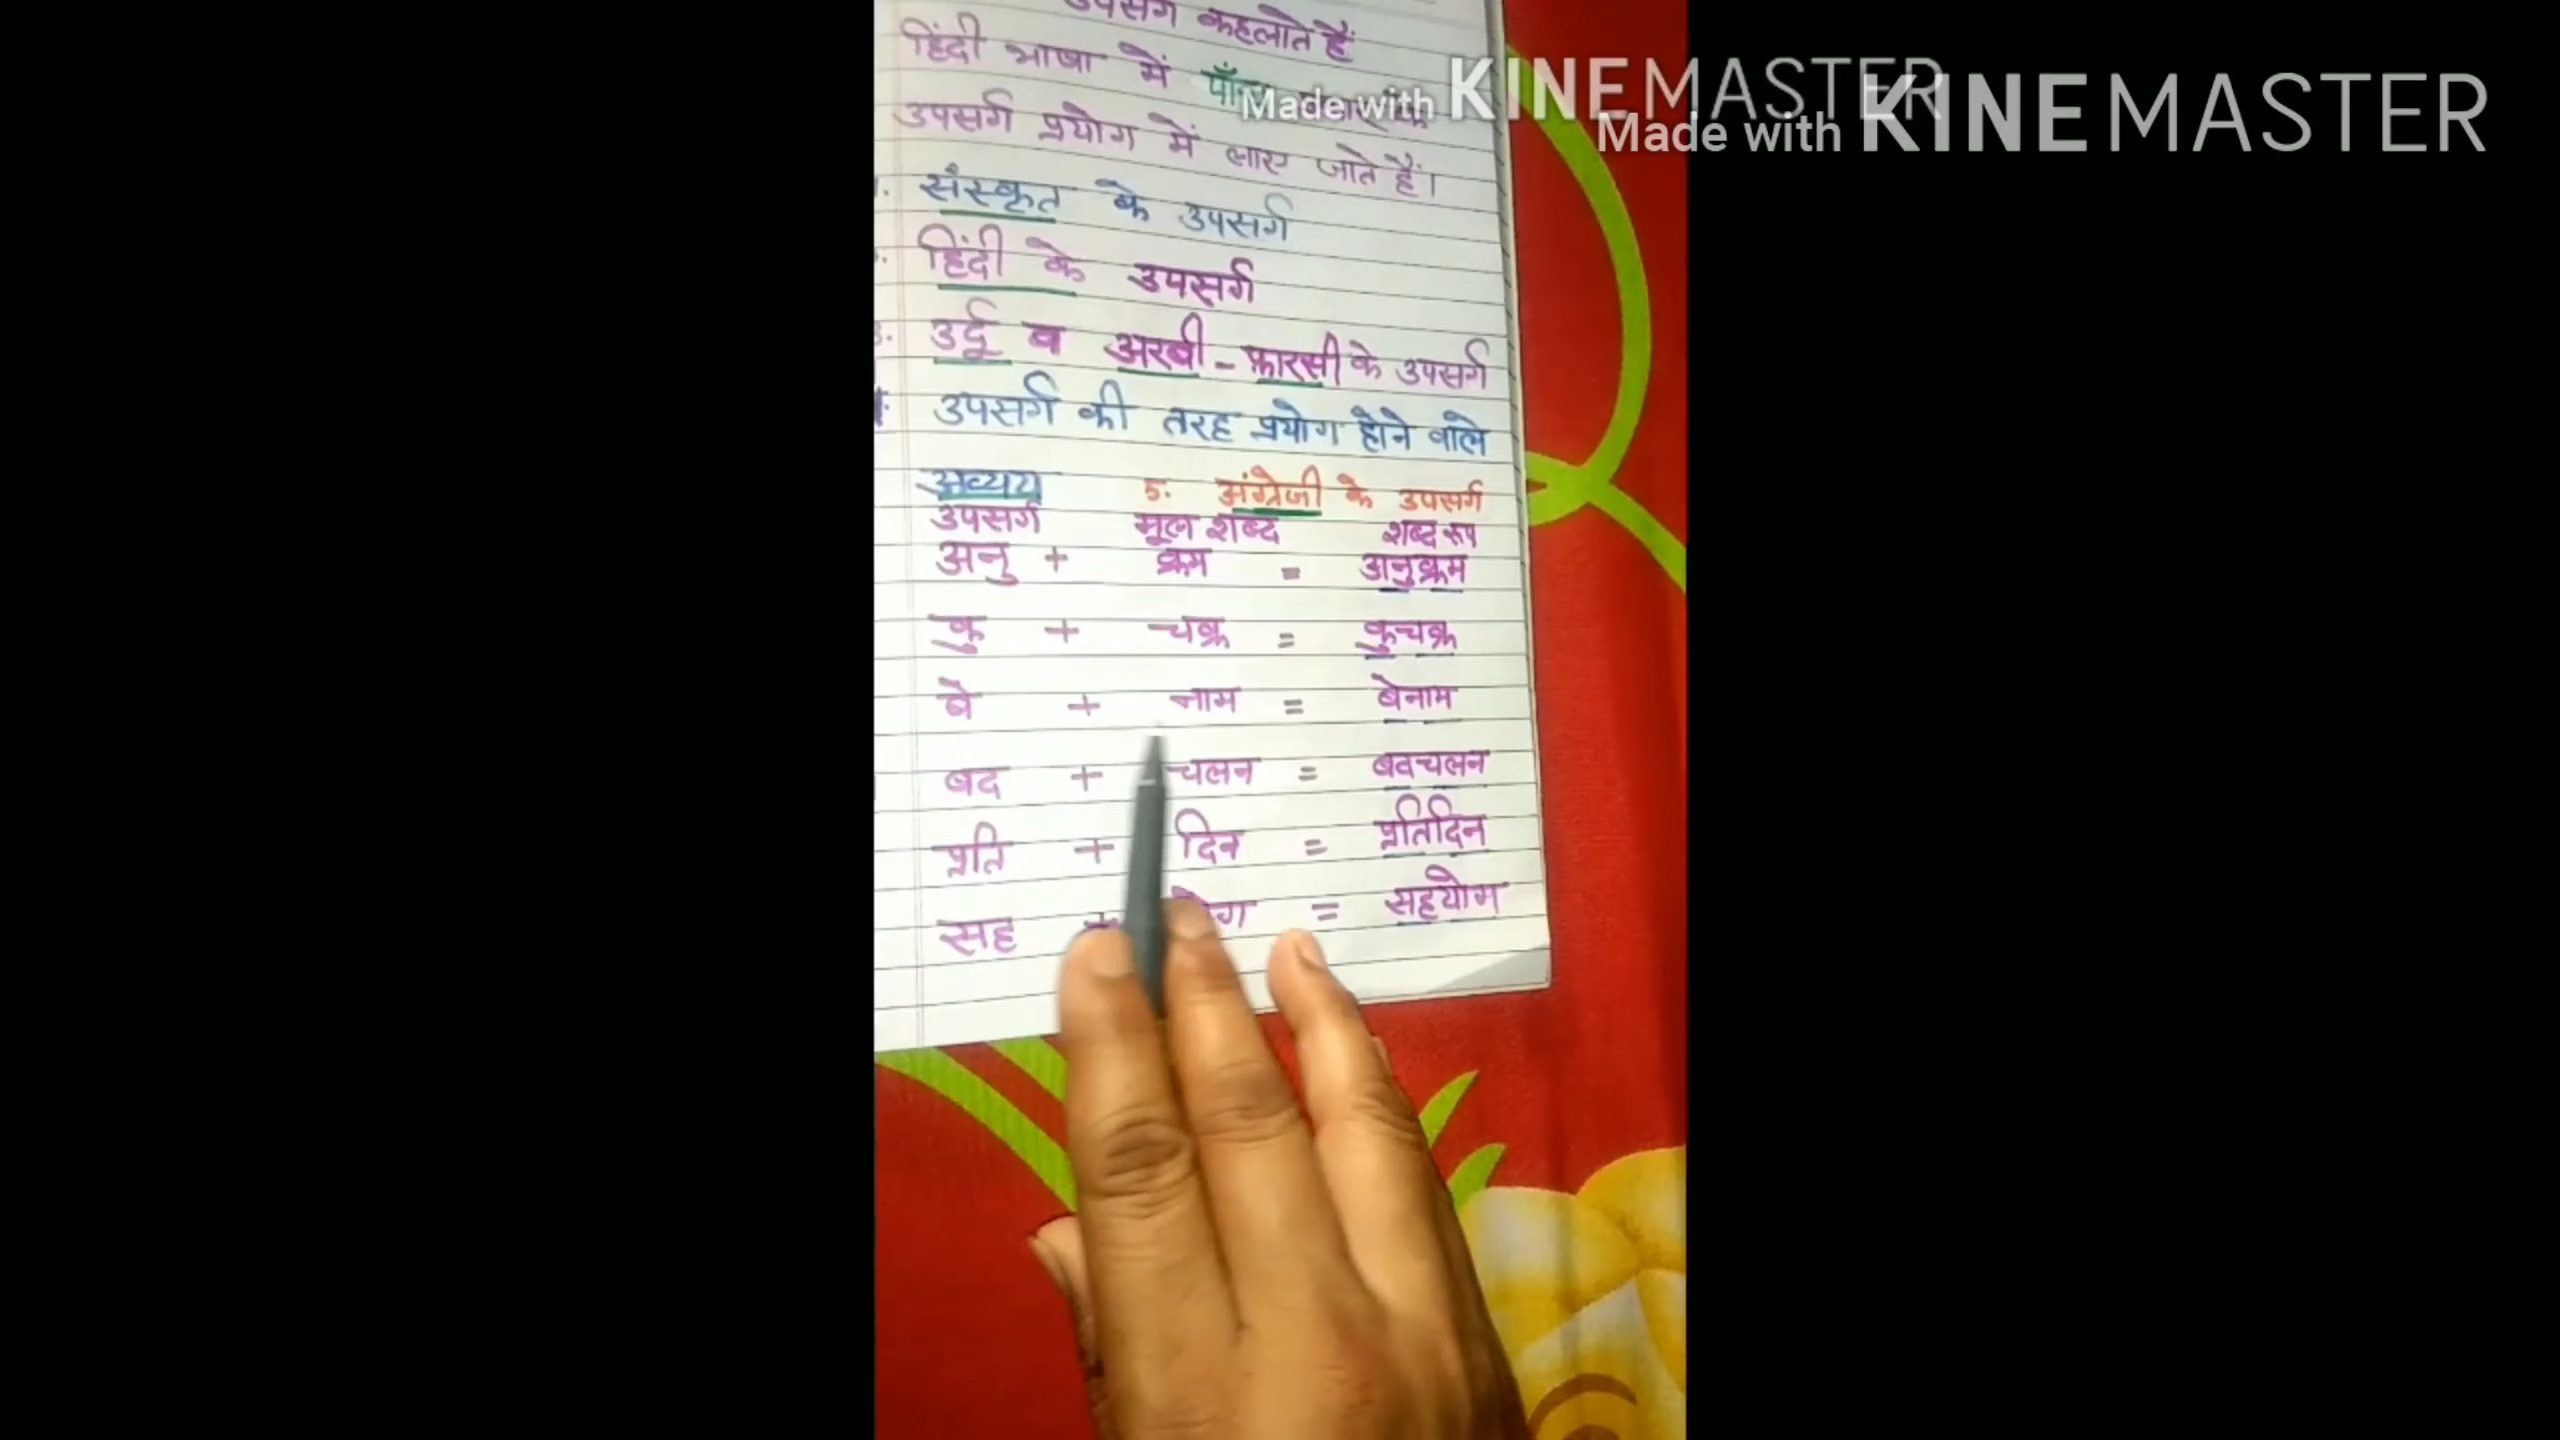 उपसर्ग कहलाते हैं
हिंदी भाषा में पाँच
उपसर्ग प्रयोग में लाए जाते हैं।
संस्कृत के उपसर्ग
हिंदी के उपसर्ग
3. उर्दू व अरबी - फ़ारसी के उपसर्ग
उपसर्ग की तरह प्रयोग होने वाले
अव्यय 5. अंग्रेजी के उपसर्ग
उपसर्ग मूल शब्द शब्द रूप
अनु + क्रम = अनुक्रम
कु + चक्र = कुचक्र
बे + नाम = बेनाम
बद + चलन = बदचलन
प्रति + दिन = प्रतिदिन
सह + योग = सहयोग
Made with KINEMASTER
Made with KINEMASTER